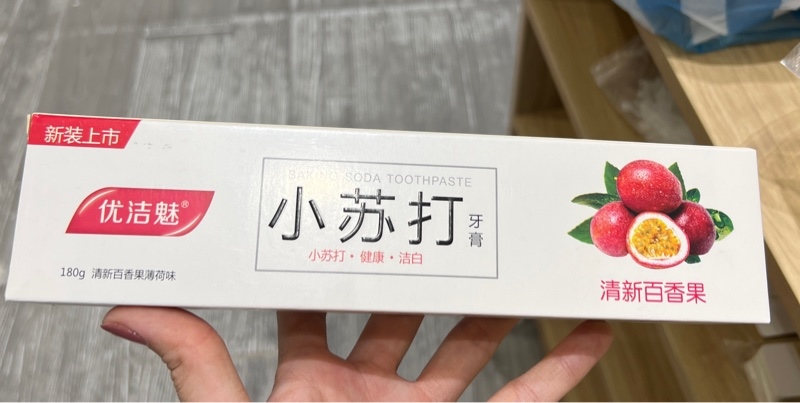 新装上市
优洁魅®
180g 清新百香果薄荷味
BAKING SODA TOOTHPASTE
小苏打牙膏
小苏打·健康·洁白
清新百香果